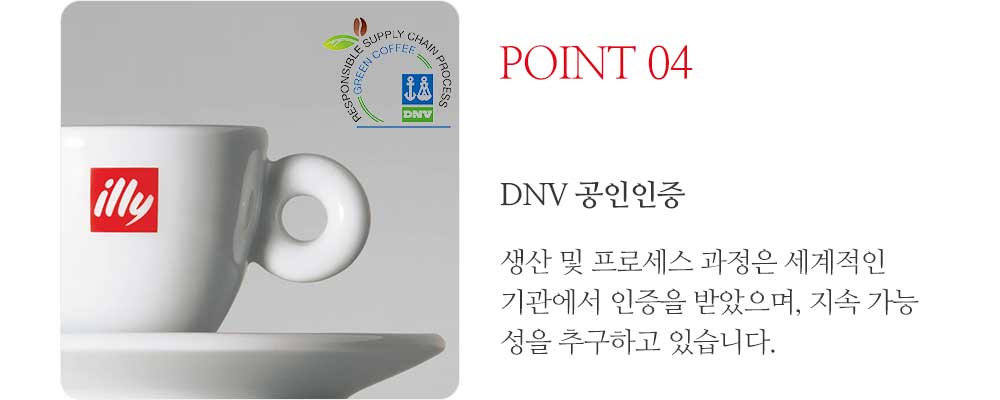 RESPONSIBLE SUPPLY CHAIN PROCESS
GREEN COFFEE
DNV
illy
POINT 04
DNV 공인인증
생산 및 프로세스 과정은 세계적인
기관에서 인증을 받았으며, 지속 가능
성을 추구하고 있습니다.